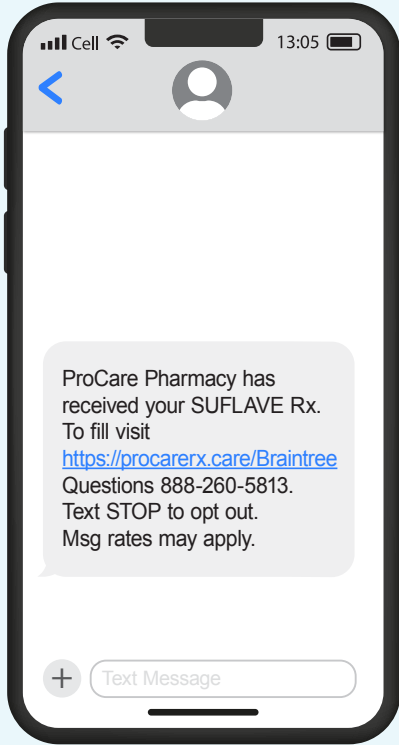 Cell 13:05
ProCare Pharmacy has
received your SUFLAVE Rx.
To fill visit
https://procarerx.care/Braintree
Questions 888-260-5813.
Text STOP to opt out.
Msg rates may apply.
+ Text Message